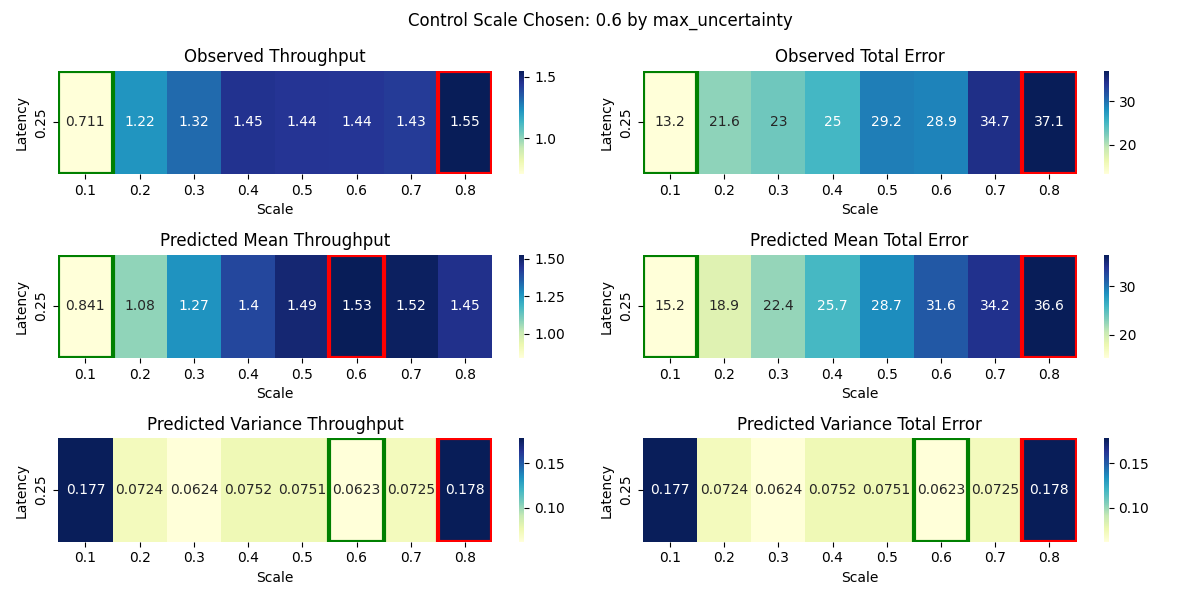 Control Scale Chosen: 0.6 by max_uncertainty
Observed Throughput
Latency
0.25
0.711 1.22 1.32 1.45 1.44 1.44 1.43 1.55
0.1 0.2 0.3 0.4 0.5 0.6 0.7 0.8
Scale
1.5
1.0
Observed Total Error
Latency
0.25
13.2 21.6 23 25 29.2 28.9 34.7 37.1
0.1 0.2 0.3 0.4 0.5 0.6 0.7 0.8
Scale
30
20
Predicted Mean Throughput
Latency
0.25
0.841 1.08 1.27 1.4 1.49 1.53 1.52 1.45
0.1 0.2 0.3 0.4 0.5 0.6 0.7 0.8
Scale
1.50
1.25
1.00
Predicted Mean Total Error
Latency
0.25
15.2 18.9 22.4 25.7 28.7 31.6 34.2 36.6
0.1 0.2 0.3 0.4 0.5 0.6 0.7 0.8
Scale
30
20
Predicted Variance Throughput
Latency
0.25
0.177 0.0724 0.0624 0.0752 0.0751 0.0623 0.0725 0.178
0.1 0.2 0.3 0.4 0.5 0.6 0.7 0.8
Scale
0.15
0.10
Predicted Variance Total Error
Latency
0.25
0.177 0.0724 0.0624 0.0752 0.0751 0.0623 0.0725 0.178
0.1 0.2 0.3 0.4 0.5 0.6 0.7 0.8
Scale
0.15
0.10